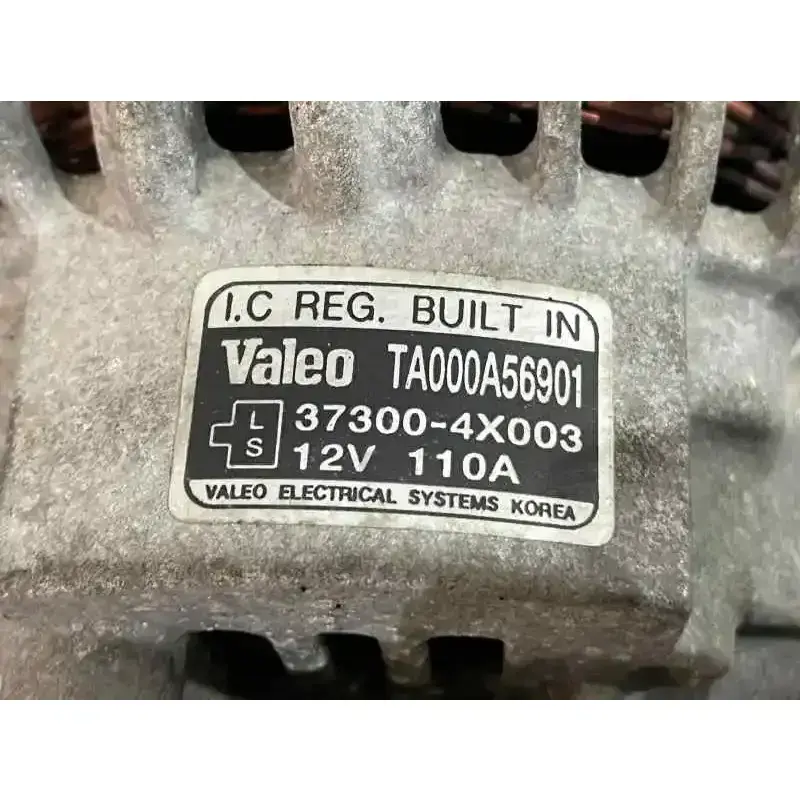 I.C REG. BUILT IN
Valeo TA000A56901
L 37300-4X003
S 12V 110A
VALEO ELECTRICAL SYSTEMS KOREA